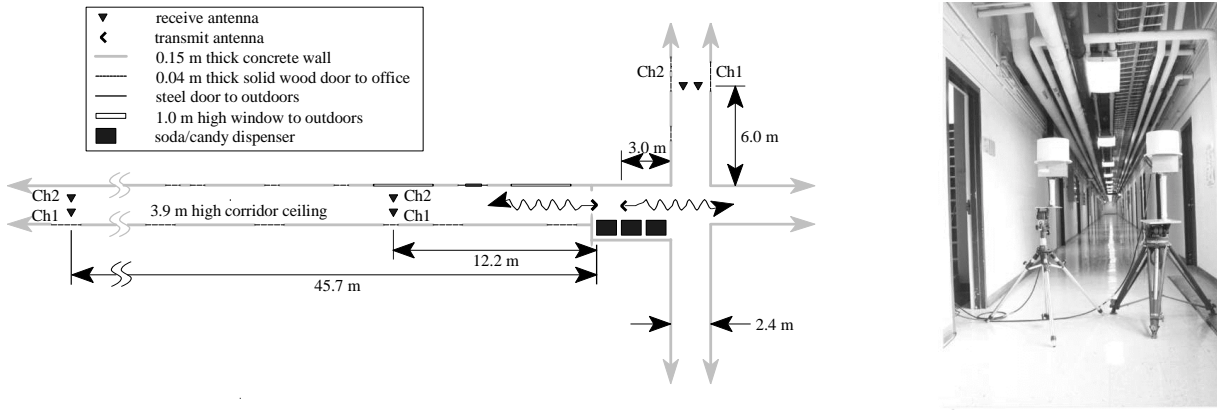 receive antenna
transmit antenna
0.15 m thick concrete wall
0.04 m thick solid wood door to office
steel door to outdoors
1.0 m high window to outdoors
soda/candy dispenser
Ch2
Ch1
6.0 m
3.0 m
Ch2
Ch1
3.9 m high corridor ceiling
Ch2
Ch1
12.2 m
45.7 m
2.4 m